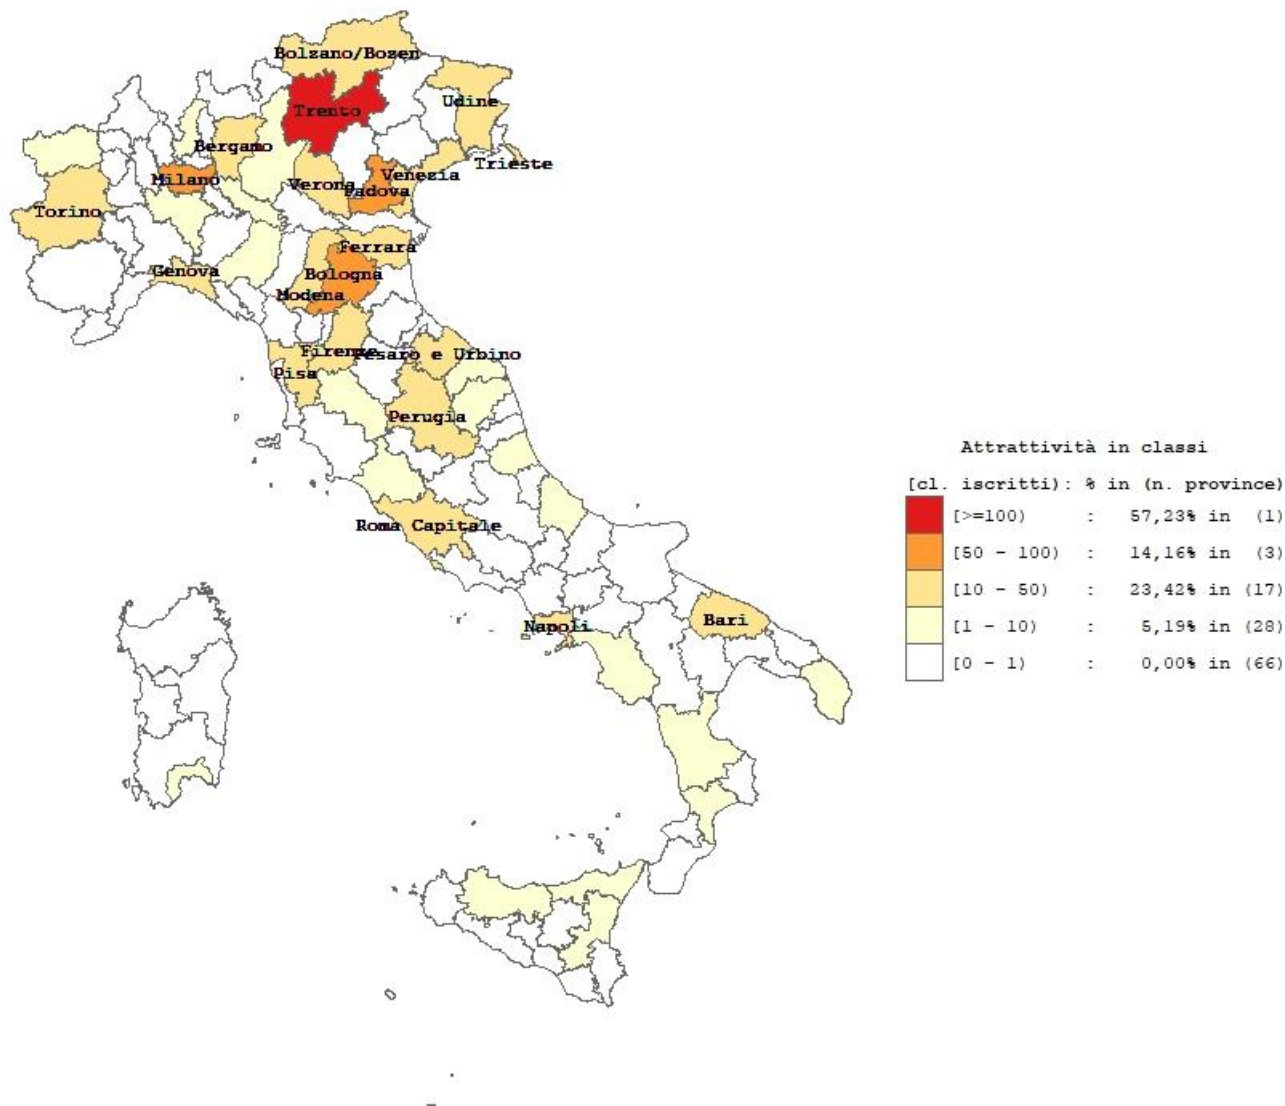 Bolzano/Bozen
Udine
Trento
Bergamo
Trieste
Venezia
Milano
Verona
Padova
Torino
Ferrara
Genova
Bologna
Modena
Firenze
Pesaro e Urbino
Pisa
Perugia
Roma Capitale
Napoli
Bari
Attrattività in classi
[cl. iscritti): % in (n. province)
[>=100) : 57,23% in (1)
[50 - 100) : 14,16% in (3)
[10 - 50) : 23,42% in (17)
[1 - 10) : 5,19% in (28)
[0 - 1) : 0,00% in (66)